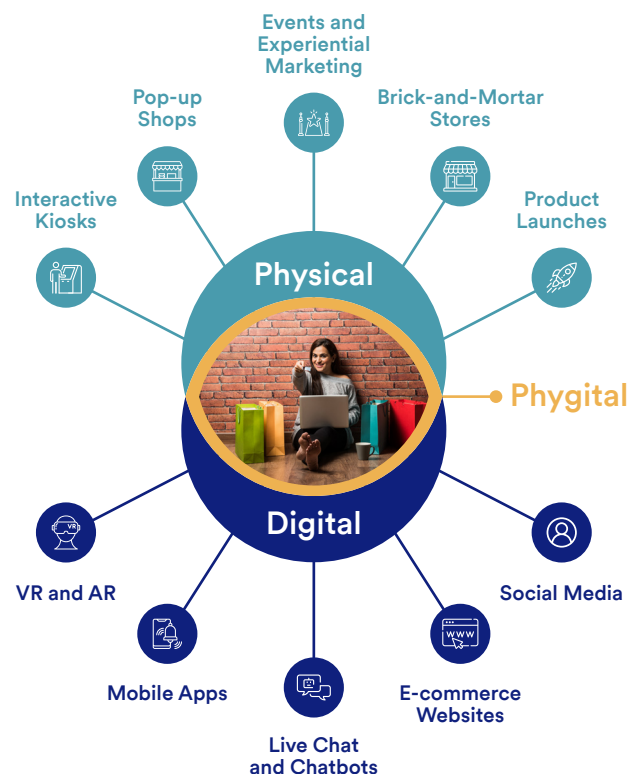 Events and
Experiential
Marketing
Pop-up
Shops
Brick-and-Mortar
Stores
Interactive
Kiosks
Product
Launches
Physical
Phygital
Digital
VR
WWW
VR and AR
Social Media
Mobile Apps
E-commerce
Websites
Live Chat
and Chatbots